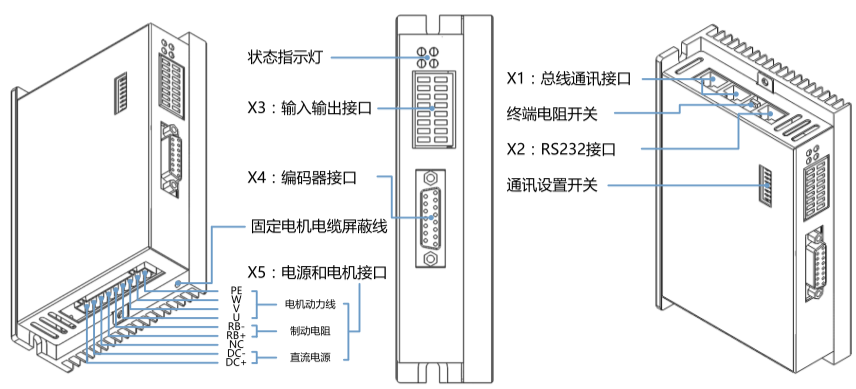 状态指示灯
X3：输入输出接口
X4：编码器接口
固定电机电缆屏蔽线
X5：电源和电机接口
PE
W
V
U
RB-
RB+
NC
DC-
DC+
电机动力线
制动电阻
直流电源
X1：总线通讯接口
终端电阻开关
X2：RS232接口
通讯设置开关